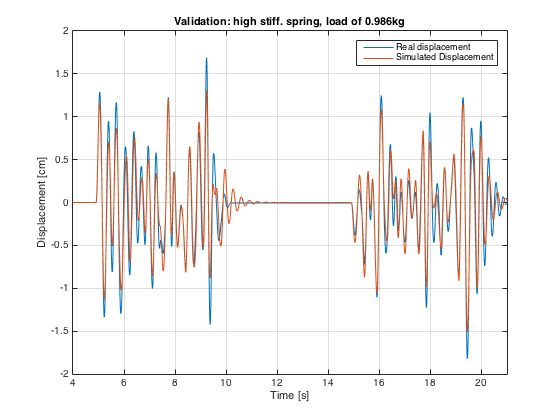 Validation: high stiff. spring, load of 0.986kg
Real displacement
Simulated Displacement
Displacement [cm]
2
1.5
1
0.5
0
-0.5
-1
-1.5
-2
4 6 8 10 12 14 16 18 20
Time [s]